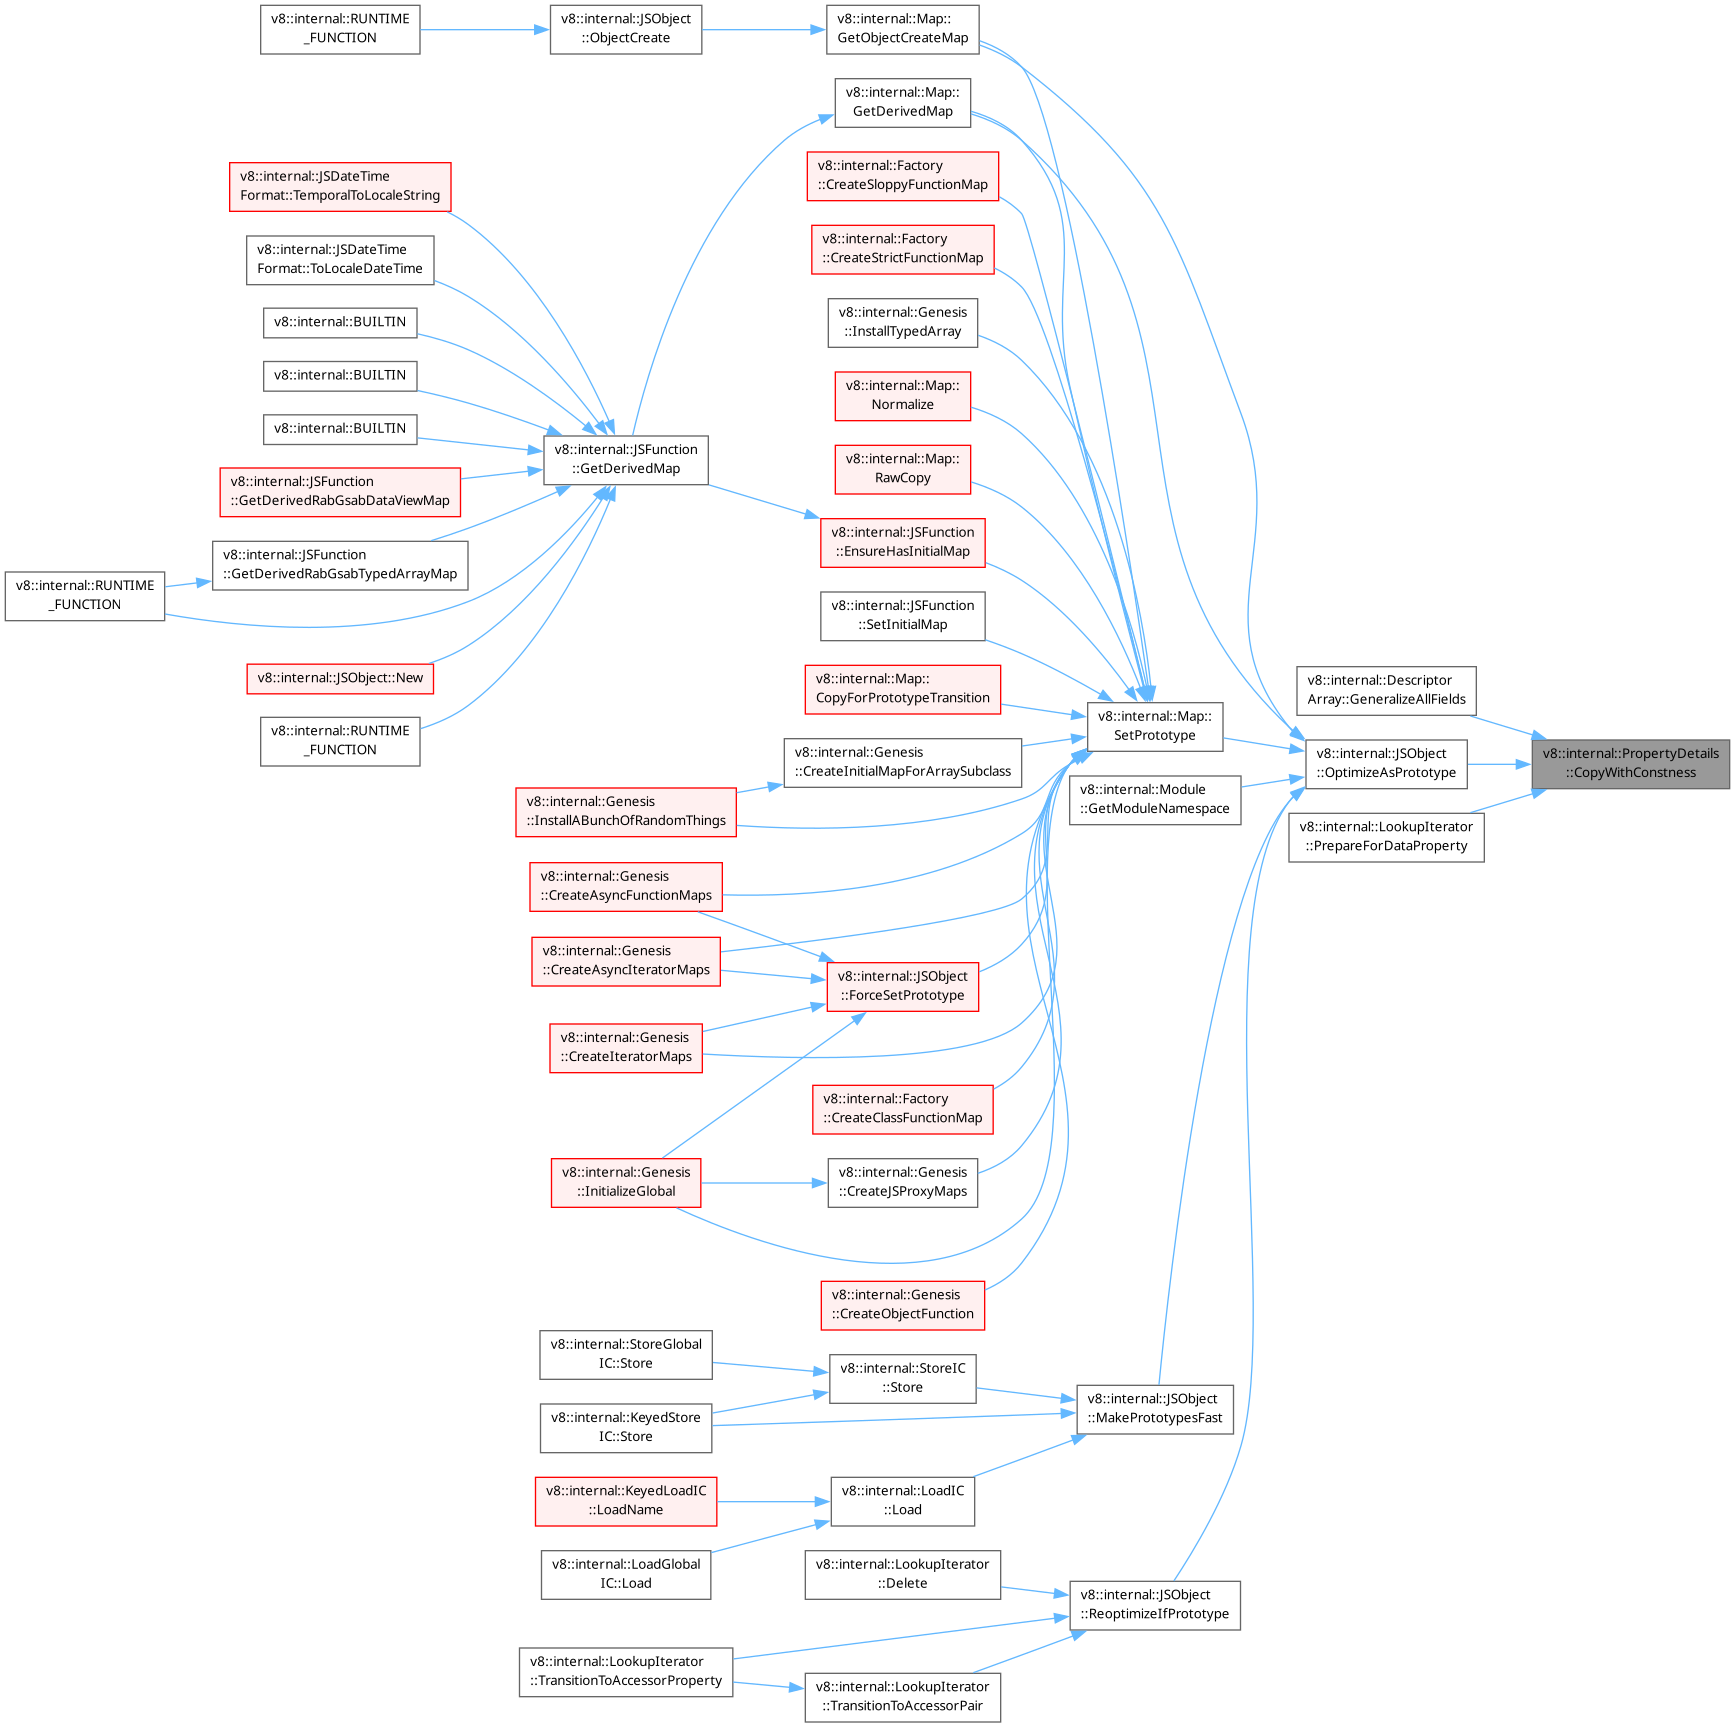 v8::internal::RUNTIME
_FUNCTION
v8::internal::JSObject
::ObjectCreate
v8::internal::Map::
GetObjectCreateMap
v8::internal::Map::
GetDerivedMap
v8::internal::JSDateTime
Format::TemporalToLocaleString
v8::internal::Factory
::CreateSloppyFunctionMap
v8::internal::JSDateTime
Format::ToLocaleDateTime
v8::internal::Factory
::CreateStrictFunctionMap
v8::internal::BUILTIN
v8::internal::Genesis
::InstallTypedArray
v8::internal::BUILTIN
v8::internal::Map::
Normalize
v8::internal::BUILTIN
v8::internal::JSFunction
::GetDerivedMap
v8::internal::Map::
RawCopy
v8::internal::JSFunction
::GetDerivedRabGsabDataViewMap
v8::internal::JSFunction
::EnsureHasInitialMap
v8::internal::JSFunction
::GetDerivedRabGsabTypedArrayMap
v8::internal::RUNTIME
_FUNCTION
v8::internal::JSFunction
::SetInitialMap
v8::internal::JSObject::New
v8::internal::Map::
CopyForPrototypeTransition
v8::internal::Descriptor
Array::GeneralizeAllFields
v8::internal::RUNTIME
_FUNCTION
v8::internal::Map::
SetPrototype
v8::internal::Genesis
::CreateInitialMapForArraySubclass
v8::internal::JSObject
::OptimizeAsPrototype
v8::internal::PropertyDetails
::CopyWithConstness
v8::internal::Genesis
::InstallABunchOfRandomThings
v8::internal::Module
::GetModuleNamespace
v8::internal::LookupIterator
::PrepareForDataProperty
v8::internal::Genesis
::CreateAsyncFunctionMaps
v8::internal::Genesis
::CreateAsyncIteratorMaps
v8::internal::JSObject
::ForceSetPrototype
v8::internal::Genesis
::CreateIteratorMaps
v8::internal::Factory
::CreateClassFunctionMap
v8::internal::Genesis
::InitializeGlobal
v8::internal::Genesis
::CreateJSProxyMaps
v8::internal::Genesis
::CreateObjectFunction
v8::internal::StoreGlobal
IC::Store
v8::internal::StoreIC
::Store
v8::internal::JSObject
::MakePrototypesFast
v8::internal::KeyedStore
IC::Store
v8::internal::KeyedLoadIC
::LoadName
v8::internal::LoadIC
::Load
v8::internal::LoadGlobal
IC::Load
v8::internal::LookupIterator
::Delete
v8::internal::JSObject
::ReoptimizeIfPrototype
v8::internal::LookupIterator
::TransitionToAccessorProperty
v8::internal::LookupIterator
::TransitionToAccessorPair